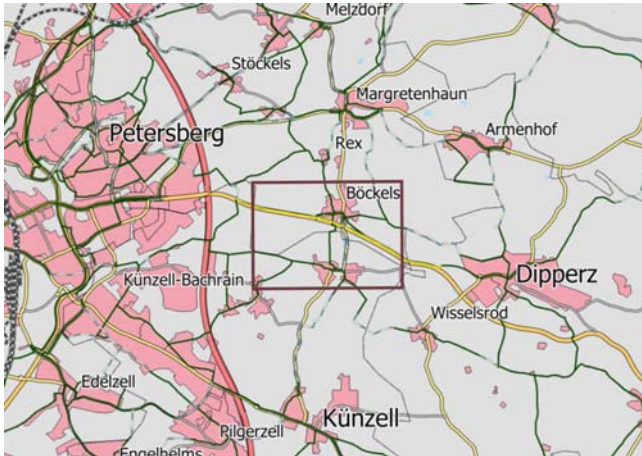 Melzdorf
Stöckels
Margretenhaun
Petersberg
Armenhof
Rex
Böckels
Künzell-Bachrain
Dipperz
Wisselsrod
Edelzell
Künzell
Pilgerzell
Engelhelms